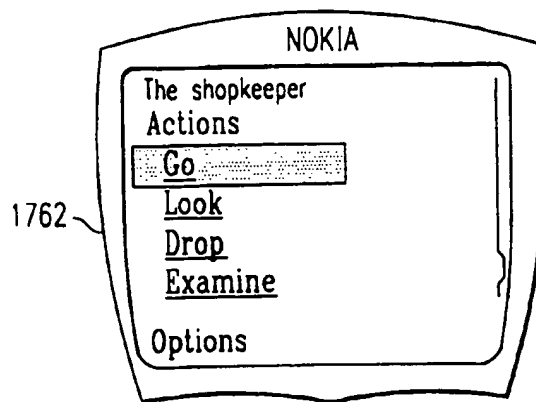 NOKIA
The shopkeeper
Actions
Go
Look
Drop
Examine
Options
1762